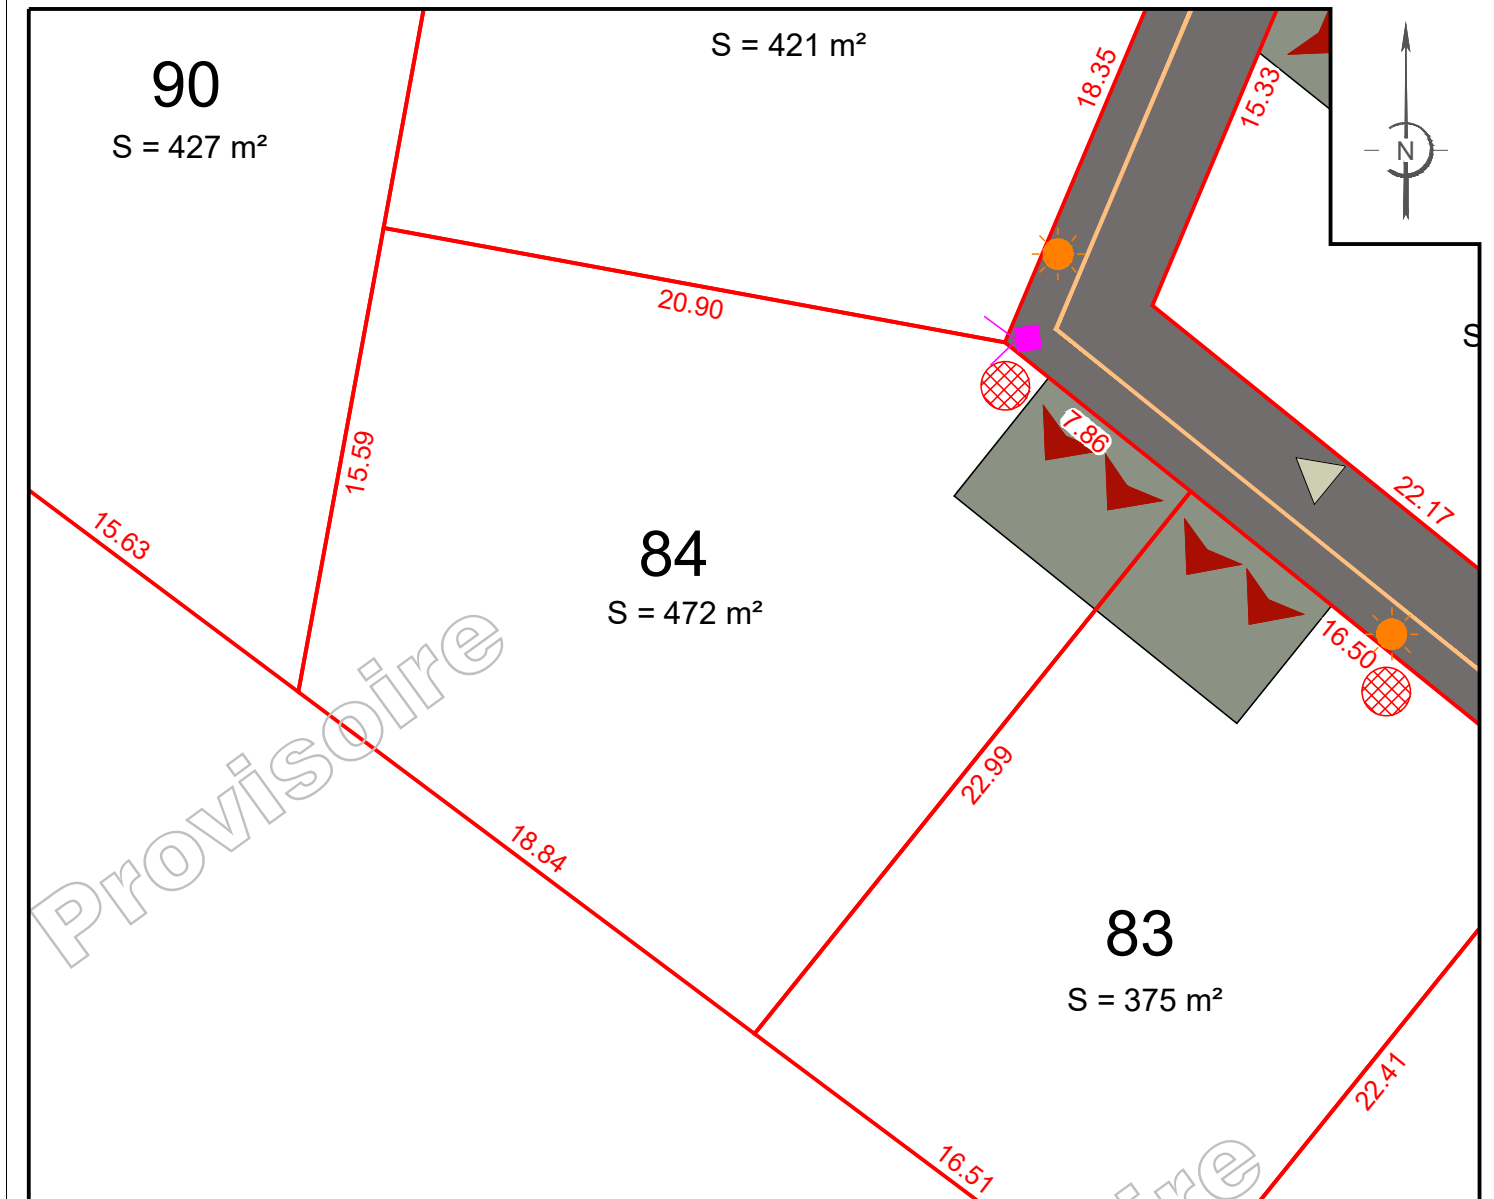 90
S = 427 m²
S = 421 m²
18.35
15.33
N
20.90
S
7.86
15.59
22.17
15.63
84
S = 472 m²
16.50
Provisoire
22.99
18.84
83
S = 375 m²
22.41
16.51
ire